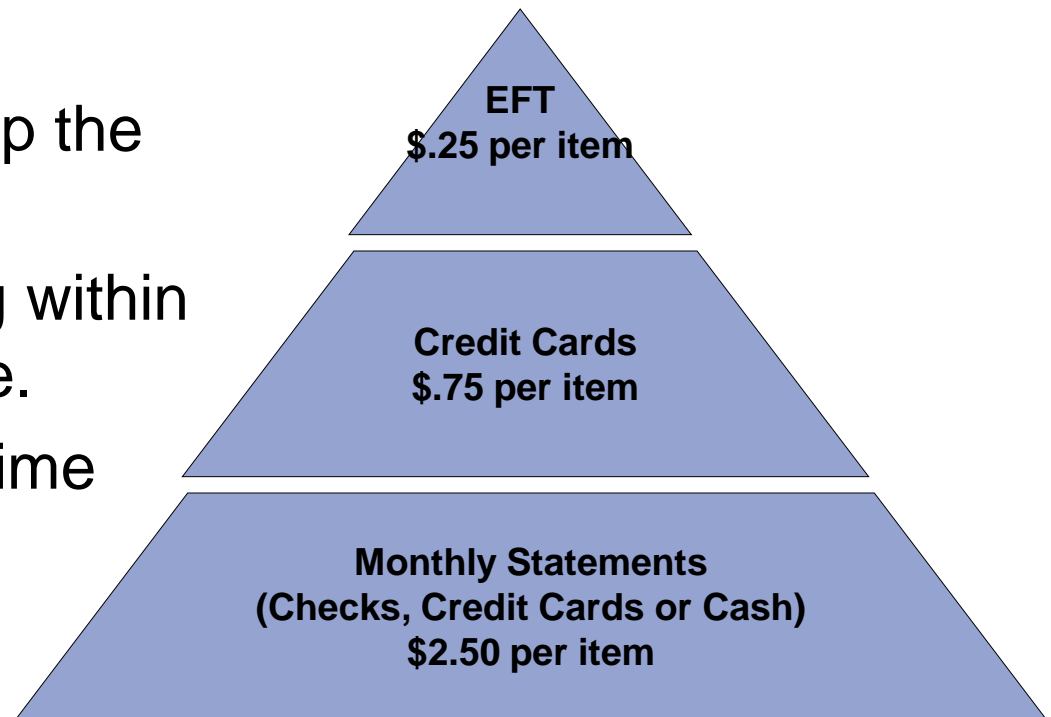 p the
g within
e.
ime
EFT
$.25 per item
Credit Cards
$.75 per item
Monthly Statements
(Checks, Credit Cards or Cash)
$2.50 per item